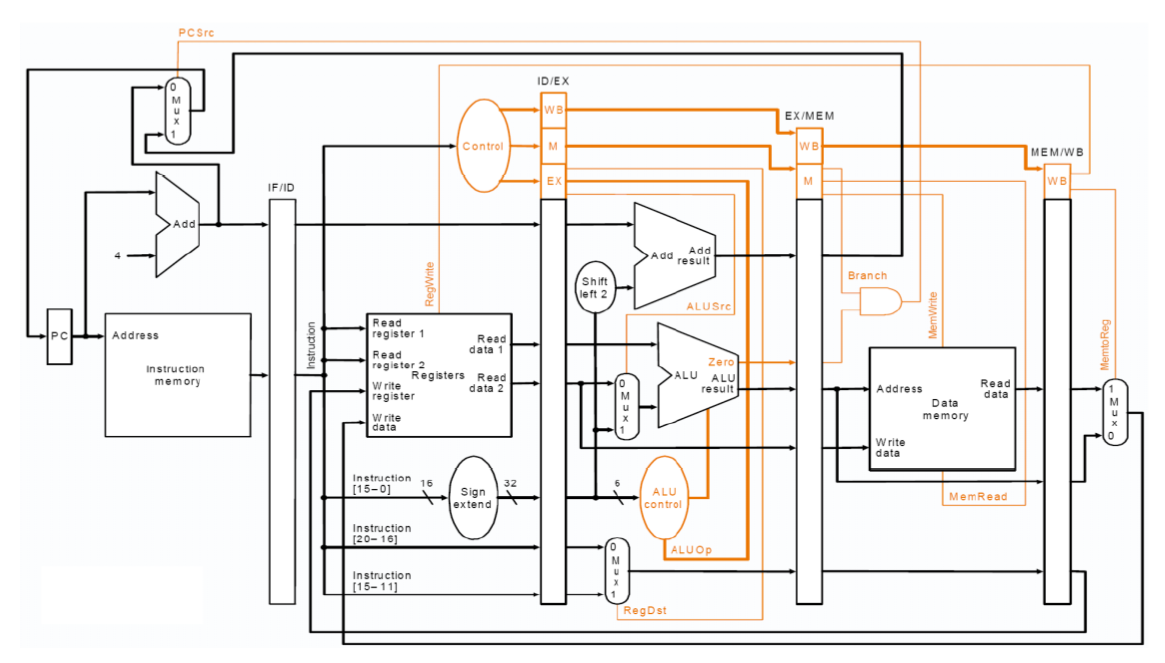 PCSrc
0
M
u
x
1
ID/EX
WB
M
EX
Control
EX/MEM
WB
M
MEM/WB
WB
IF/ID
Add
4
RegWrite
Add
Add
result
Shift
left 2
ALUSrc
Branch
MemWrite
MemtoReg
PC
Address
Instruction
memory
Instruction
Read
register 1
Read
register 2
Write
register
Write
data
Registers
Read
data 1
Read
data 2
0
M
u
x
1
Zero
ALU
ALU
result
Address
Write
data
Data
memory
Read
data
1
M
u
x
0
MemRead
Instruction
[15–0]
16
Sign
extend
32
6
ALU
control
ALUOp
Instruction
[20–16]
Instruction
[15–11]
0
M
u
x
1
RegDst